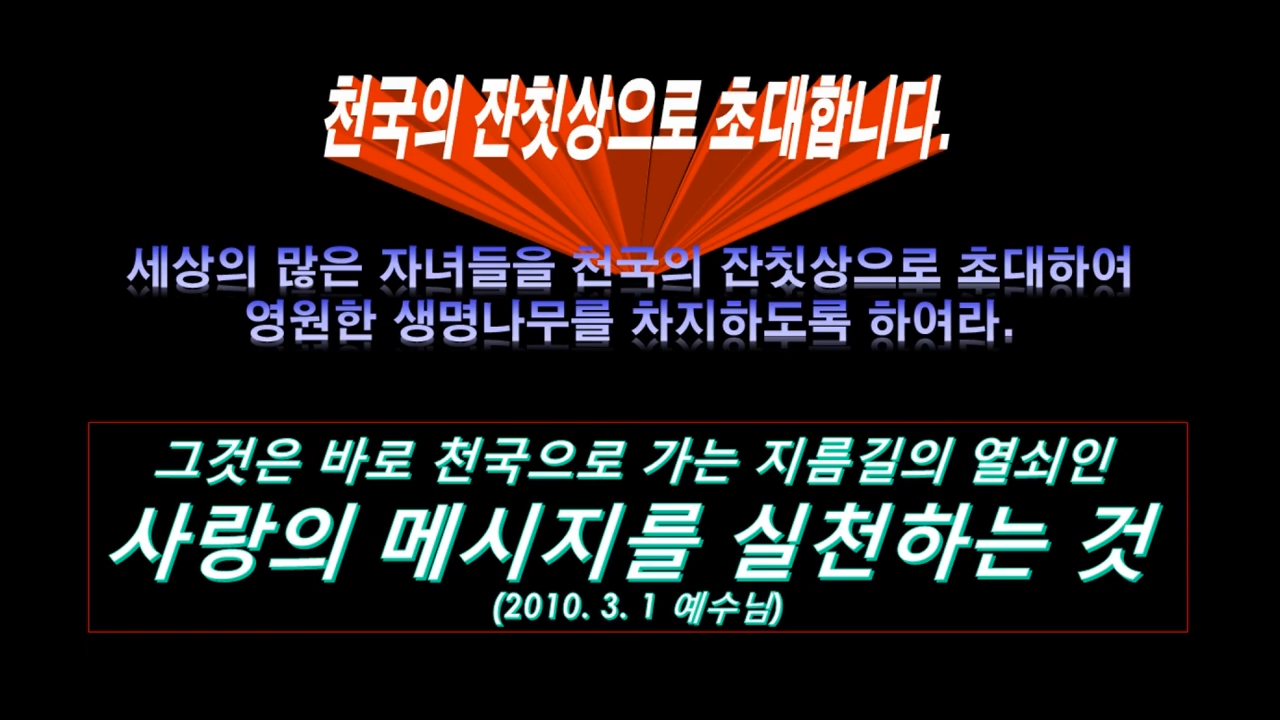 천국의 잔칫상으로 초대합니다.
세상의 많은 자녀들을 천국의 잔칫상으로 초대하여
영원한 생명나무를 차지하도록 하여라.
그것은 바로 천국으로 가는 지름길의 열쇠인
사랑의 메시지를 실천하는 것
(2010. 3. 1 예수님)